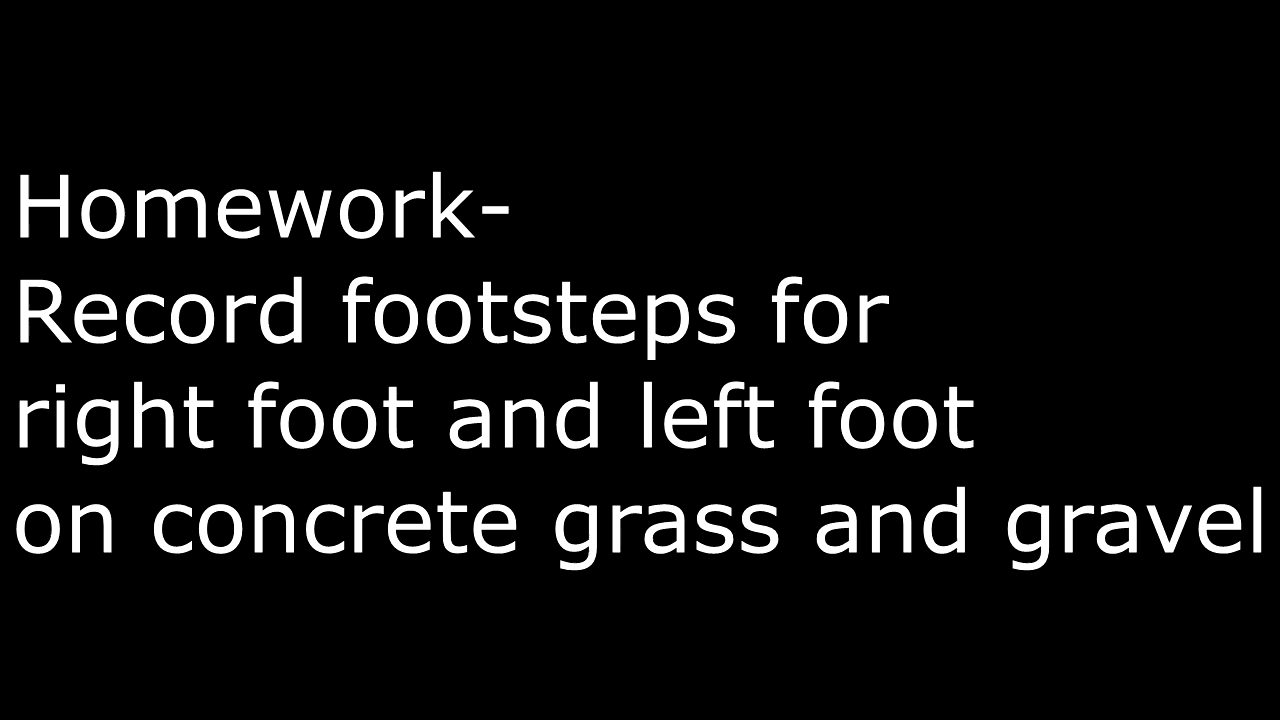 Homework-
Record footsteps for
right foot and left foot
on concrete grass and gravel